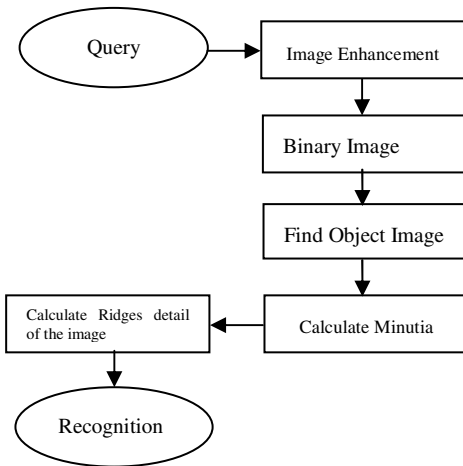 Query
Image Enhancement
Binary Image
Find Object Image
Calculate Minutia
Calculate Ridges detail
of the image
Recognition